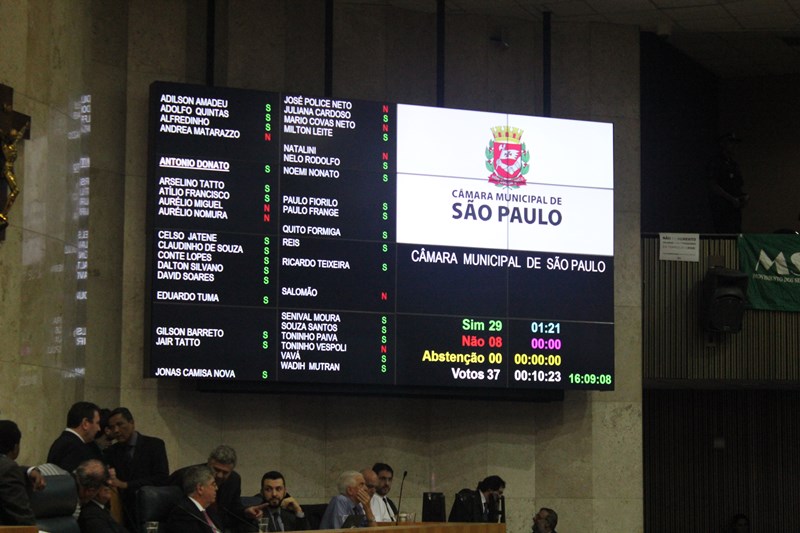 ADILSON AMADEU S
ADOLFO QUINTAS S
ALFREDINHO S
ANDREA MATARAZZO N
ANTONIO DONATO S
ARSELINO TATTO S
ATÍLIO FRANCISCO S
AURÉLIO MIGUEL N
AURÉLIO NOMURA N
CELSO JATENE S
CLAUDINHO DE SOUZA S
CONTE LOPES S
DALTON SILVANO S
DAVID SOARES S
EDUARDO TUMA S
GILSON BARRETO S
JAIR TATTO S
JONAS CAMISA NOVA S
JOSÉ POLICE NETO N
JULIANA CARDOSO S
MARIO COVAS NETO N
MILTON LEITE S
NATALINI N
NELO RODOLFO S
NOEMI NONATO S
PAULO FIORILO S
PAULO FRANGE S
QUITO FORMIGA S
REIS S
RICARDO TEIXEIRA S
SALOMÃO N
SENIVAL MOURA S
SOUZA SANTOS S
TONINHO PAIVA S
TONINHO VESPOLI N
VAVÁ S
WADIH MUTRAN S
CÂMARA MUNICIPAL DE
SÃO PAULO
CÂMARA MUNICIPAL DE SÃO PAULO
Sim 29 01:21
Não 08 00:00
Abstenção 00 00:00:00
Votos 37 00:10:23 16:09:08
MS